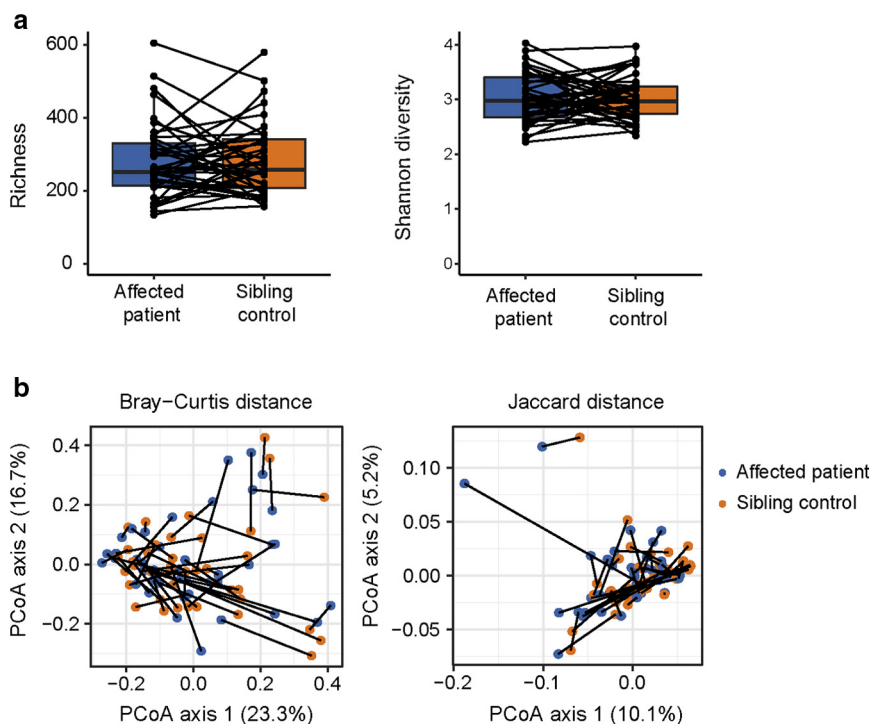 a
Richness
600
400
200
0
Affected
patient
Sibling
control
Shannon diversity
4
3
2
1
0
Affected
patient
Sibling
control
b
Bray−Curtis distance
PCoA axis 2 (16.7%)
0.4
0.2
0.0
−0.2
−0.2
0.0
0.2
0.4
PCoA axis 1 (23.3%)
Jaccard distance
PCoA axis 2 (5.2%)
0.10
0.05
0.00
−0.05
−0.2
−0.1
0.0
PCoA axis 1 (10.1%)
Affected patient
Sibling control